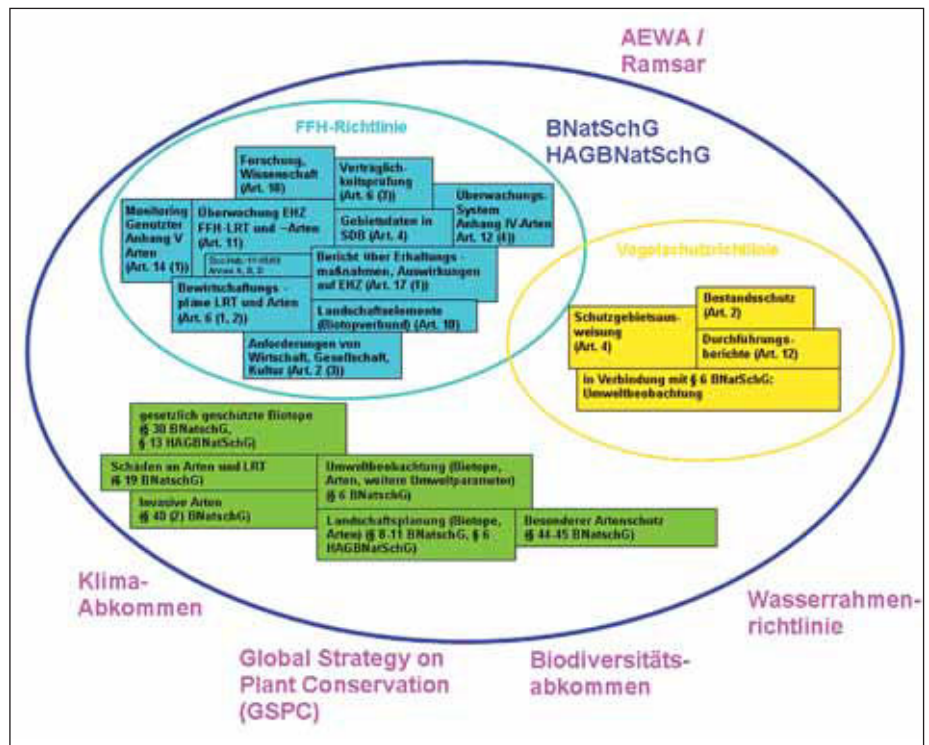 AEWA /
Ramsar
BNatSchG
HAGBNatSchG
FFH-Richtlinie
Forschung,
Wissenschaft
(Art. 18)
Verträglich-
keitsprüfung
(Art. 6 (3))
Überwachungs-
System
Anhang IV-Arten
Art. 12 (4))
Monitoring
Genutzter
Anhang V
Arten
(Art. 14 (1))
Überwachung EHZ
FFH-LRT und –Arten
(Art. 11)
Gebietsdaten in
SDB (Art. 4)
Annex A, B, D
Bericht über Erhaltungs-
maßnahmen, Auswirkungen
auf EHZ (Art. 17 (1))
Bewirtschaftungs -
pläne LRT und Arten
(Art. 6 (1, 2))
Landschaftselemente
(Biotopverbund) (Art. 10)
Anforderungen von
Wirtschaft, Gesellschaft,
Kultur (Art. 2 (3))
Vogelschutzrichtlinie
Schutzgebietsaus-
weisung
(Art. 4)
Bestandsschutz
(Art. 2)
Durchführungs-
berichte (Art. 12)
in Verbindung mit § 6 BNatSchG:
Umweltbeobachtung
gesetzlich geschützte Biotope
(§ 30 BNatschG,
§ 13 HAGBNatSchG)
Schäden an Arten und LRT
(§ 19 BNatschG)
Invasive Arten
(§ 40 (2) BNatschG)
Umweltbeobachtung (Biotope,
Arten, weitere Umweltparameter)
(§ 6 BNatschG)
Landschaftsplanung (Biotope,
Arten) (§ 8-11 BNatschG, § 6
HAGBNatSchG)
Besonderer Artenschutz
(§ 44-45 BNatschG)
Klima-
Abkommen
Global Strategy on
Plant Conservation
(GSPC)
Biodiversitäts-
abkommen
Wasserrahmen-
richtlinie